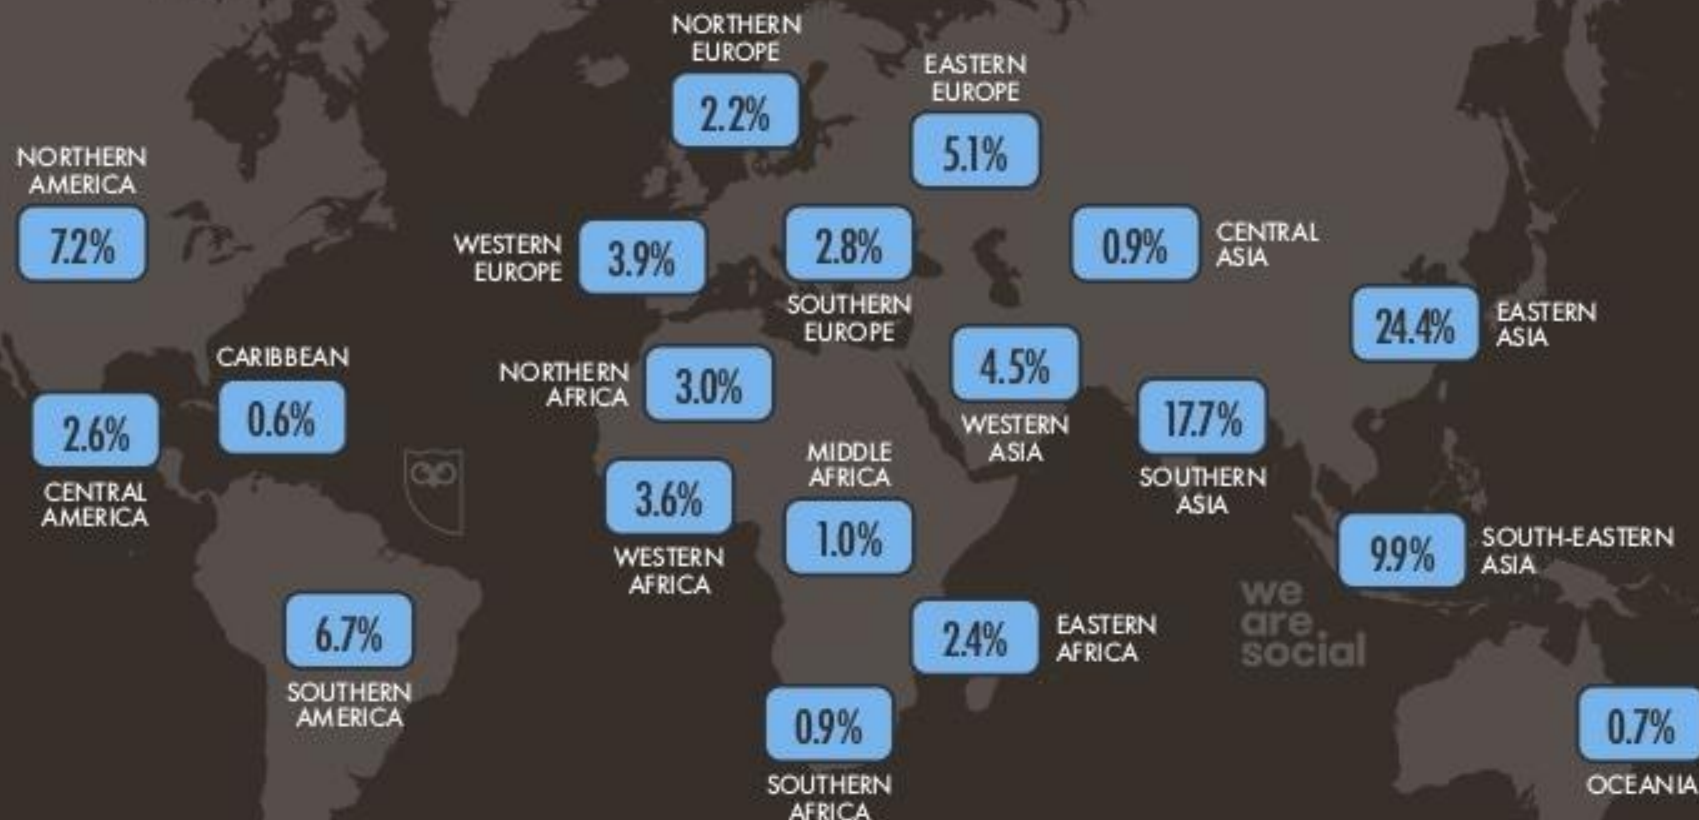 NORTHERN
EUROPE
2.2%
EASTERN
EUROPE
5.1%
NORTHERN
AMERICA
7.2%
WESTERN
EUROPE
3.9%
2.8%
SOUTHERN
EUROPE
0.9%
CENTRAL
ASIA
24.4%
EASTERN
ASIA
CARIBBEAN
0.6%
NORTHERN
AFRICA
3.0%
4.5%
WESTERN
ASIA
17.7%
SOUTHERN
ASIA
2.6%
CENTRAL
AMERICA
3.6%
WESTERN
AFRICA
MIDDLE
AFRICA
1.0%
9.9%
SOUTH-EASTERN
ASIA
we
are
social
6.7%
SOUTHERN
AMERICA
2.4%
EASTERN
AFRICA
0.9%
SOUTHERN
AFRICA
0.7%
OCEANIA